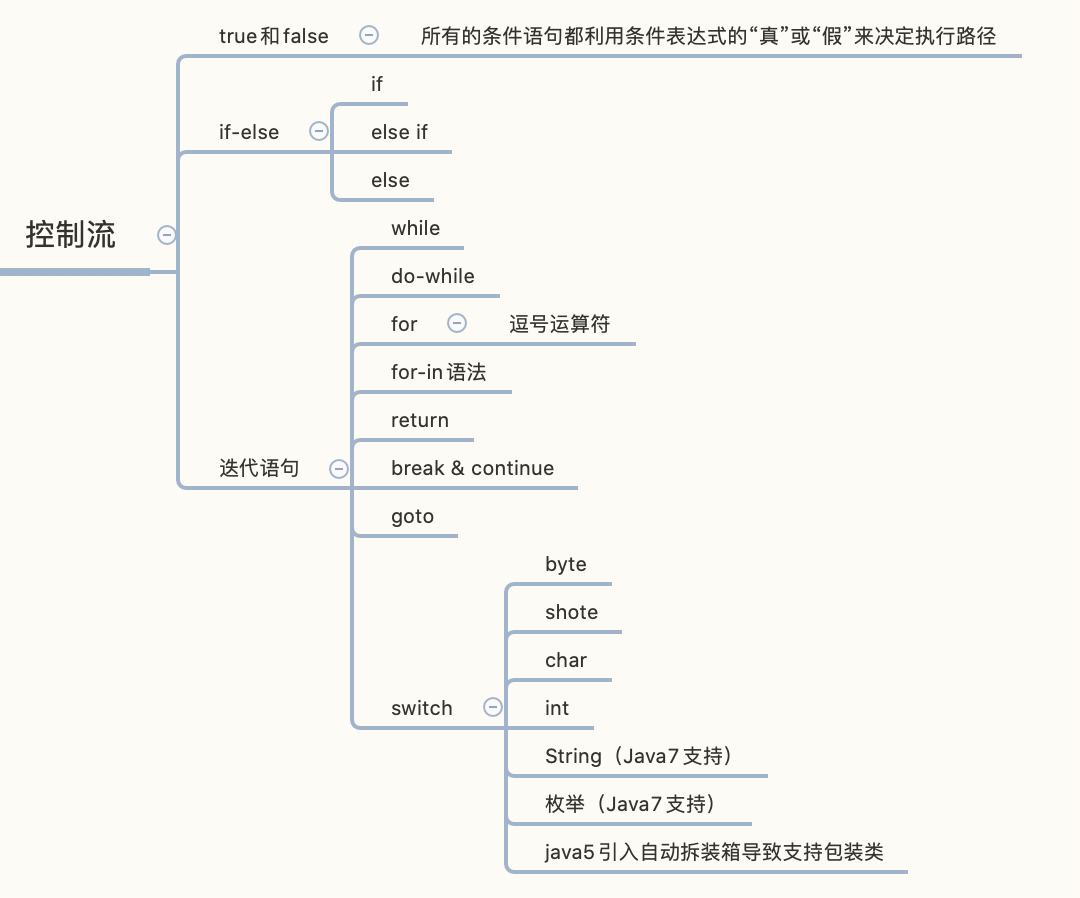 true和false
所有的条件语句都利用条件表达式的“真”或“假”来决定执行路径
if
if-else
else if
else
控制流
while
do-while
for
逗号运算符
for-in语法
return
迭代语句
break & continue
goto
byte
shote
char
switch
int
String（Java7支持）
枚举（Java7支持）
java5引入自动拆装箱导致支持包装类